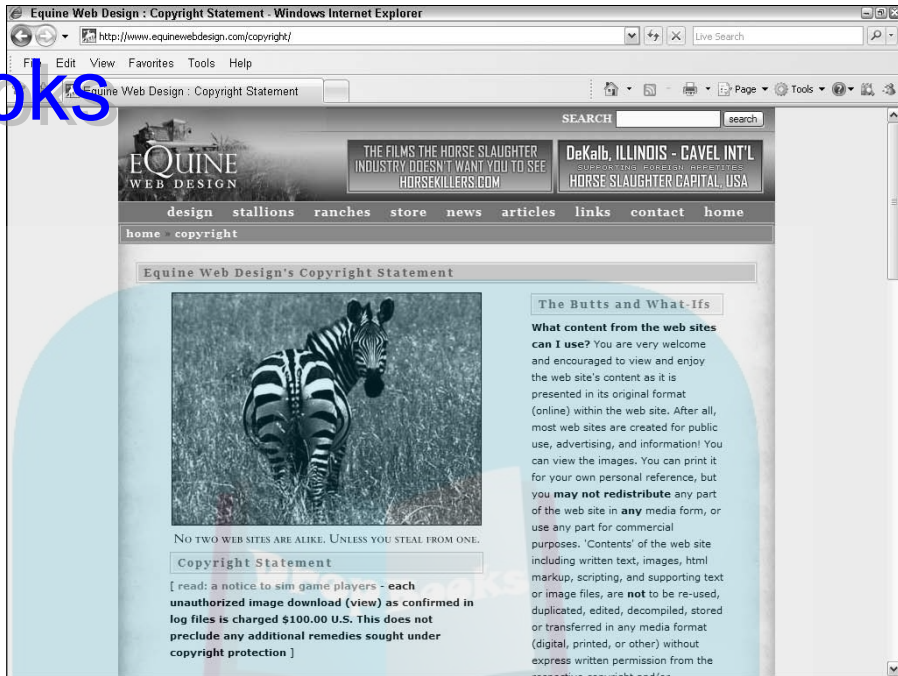 Equine Web Design : Copyright Statement - Windows Internet Explorer
http://www.equinewebdesign.com/copyright/
Live Search
File Edit View Favorites Tools Help
oks
Equine Web Design : Copyright Statement
Page Tools
SEARCH search
EQUINE
WEB DESIGN
THE FILMS THE HORSE SLAUGHTER
INDUSTRY DOESN'T WANT YOU TO SEE
HORSEKILLERS.COM
DeKalb, ILLINOIS - CAVEL INT'L
SUPPORTING FOREIGN APPETITES
HORSE SLAUGHTER CAPITAL, USA
design stallions ranches store news articles links contact home
home » copyright
Equine Web Design's Copyright Statement
NO TWO WEB SITES ARE ALIKE. UNLESS YOU STEAL FROM ONE.
Copyright Statement
[ read: a notice to sim game players - each
unauthorized image download (view) as confirmed in
log files is charged $100.00 U.S. This does not
preclude any additional remedies sought under
copyright protection ]
The Butts and What-Ifs
What content from the web sites
can I use? You are very welcome
and encouraged to view and enjoy
the web site's content as it is
presented in its original format
(online) within the web site. After all,
most web sites are created for public
use, advertising, and information! You
can view the images. You can print it
for your own personal reference, but
you may not redistribute any part
of the web site in any media form, or
use any part for commercial
purposes. 'Contents' of the web site
including written text, images, html
markup, scripting, and supporting text
or image files, are not to be re-used,
duplicated, edited, decompiled, stored
or transferred in any media format
(digital, printed, or other) without
express written permission from the
respective copyright and/or
DropBooks